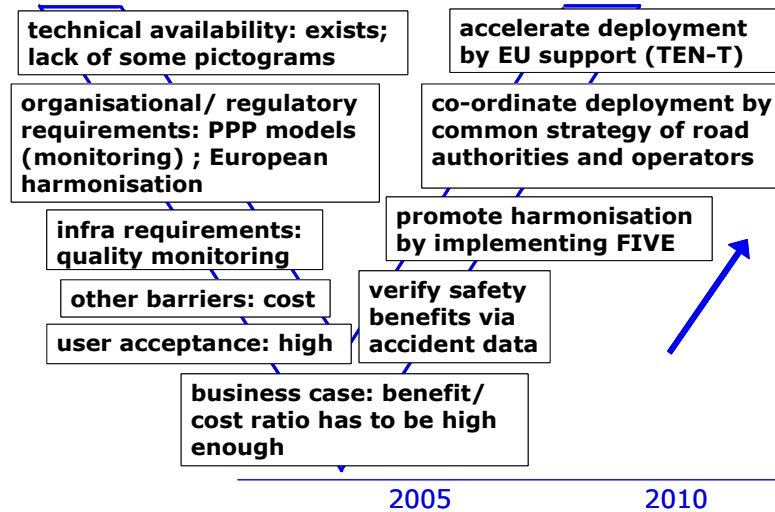 technical availability: exists;
lack of some pictograms
organisational/ regulatory
requirements: PPP models
(monitoring) ; European
harmonisation
infra requirements:
quality monitoring
other barriers: cost
user acceptance: high
business case: benefit/
cost ratio has to be high
enough
verify safety
benefits via
accident data
promote harmonisation
by implementing FIVE
co-ordinate deployment by
common strategy of road
authorities and operators
accelerate deployment
by EU support (TEN-T)
2005
2010